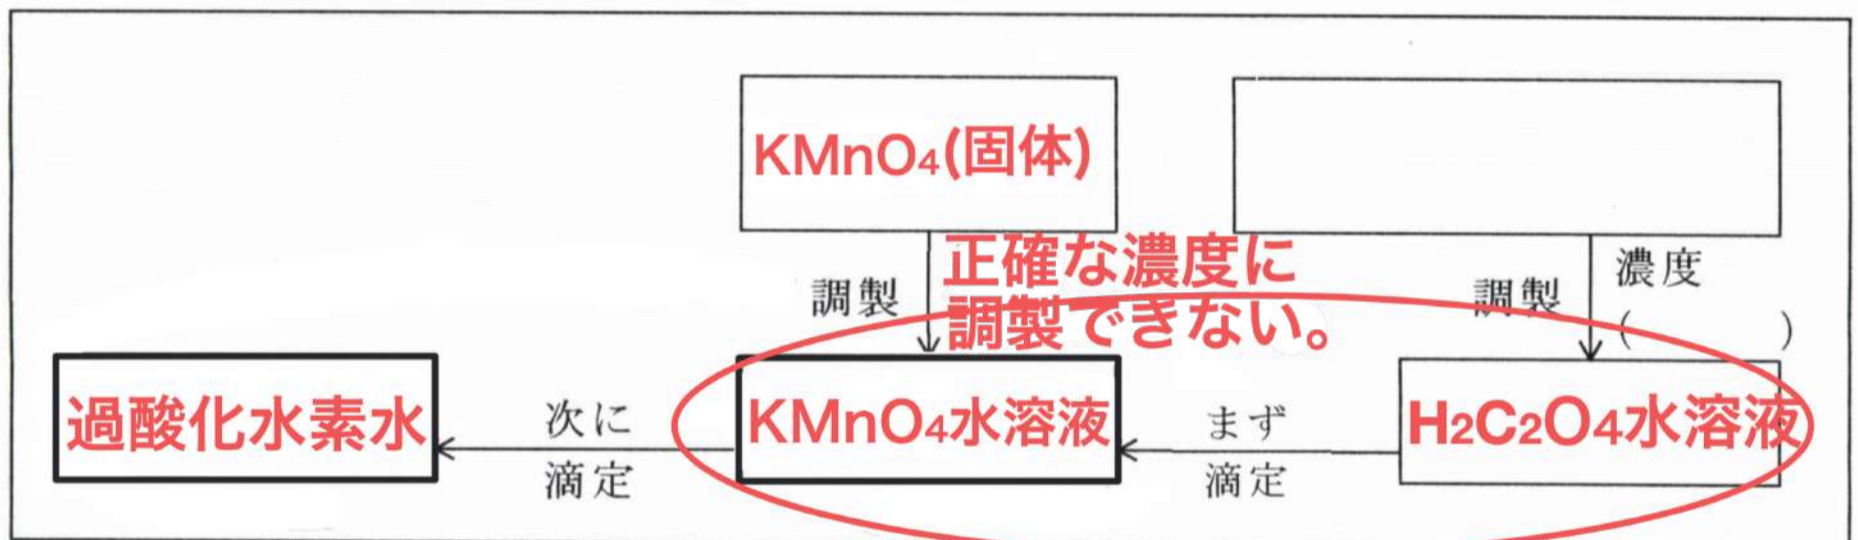 KMnO4(固体)
正確な濃度に
調製できない。
調製
濃度
調製
( )
過酸化水素水
次に
滴定
KMnO4水溶液
まず
滴定
H2C2O4水溶液